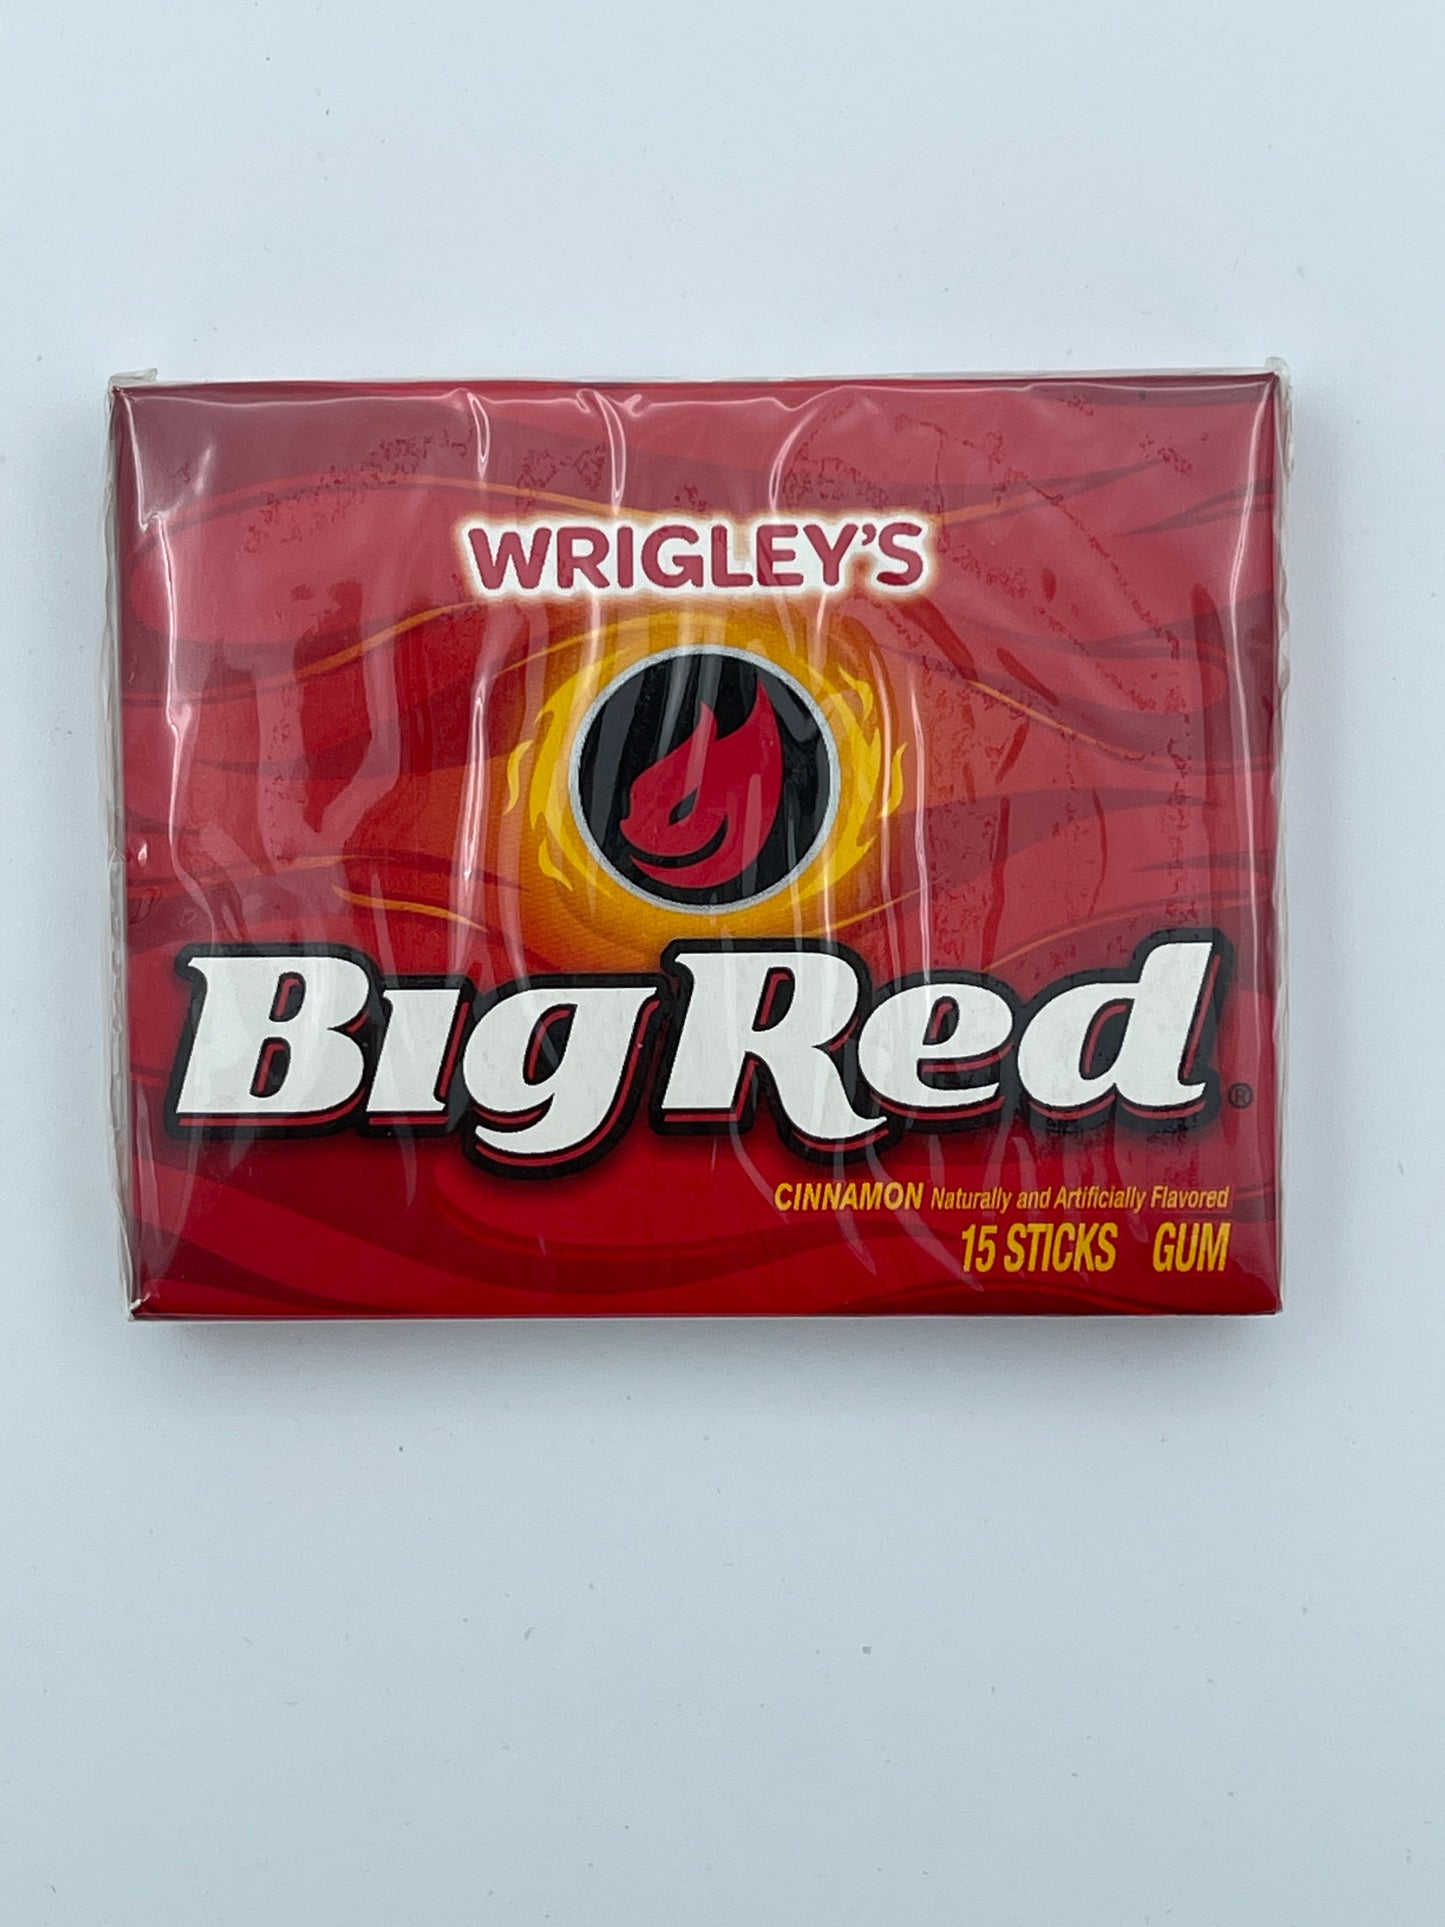 WRIGLEY'S
Big Red®
CINNAMON Naturally and Artificially Flavored
15 STICKS GUM